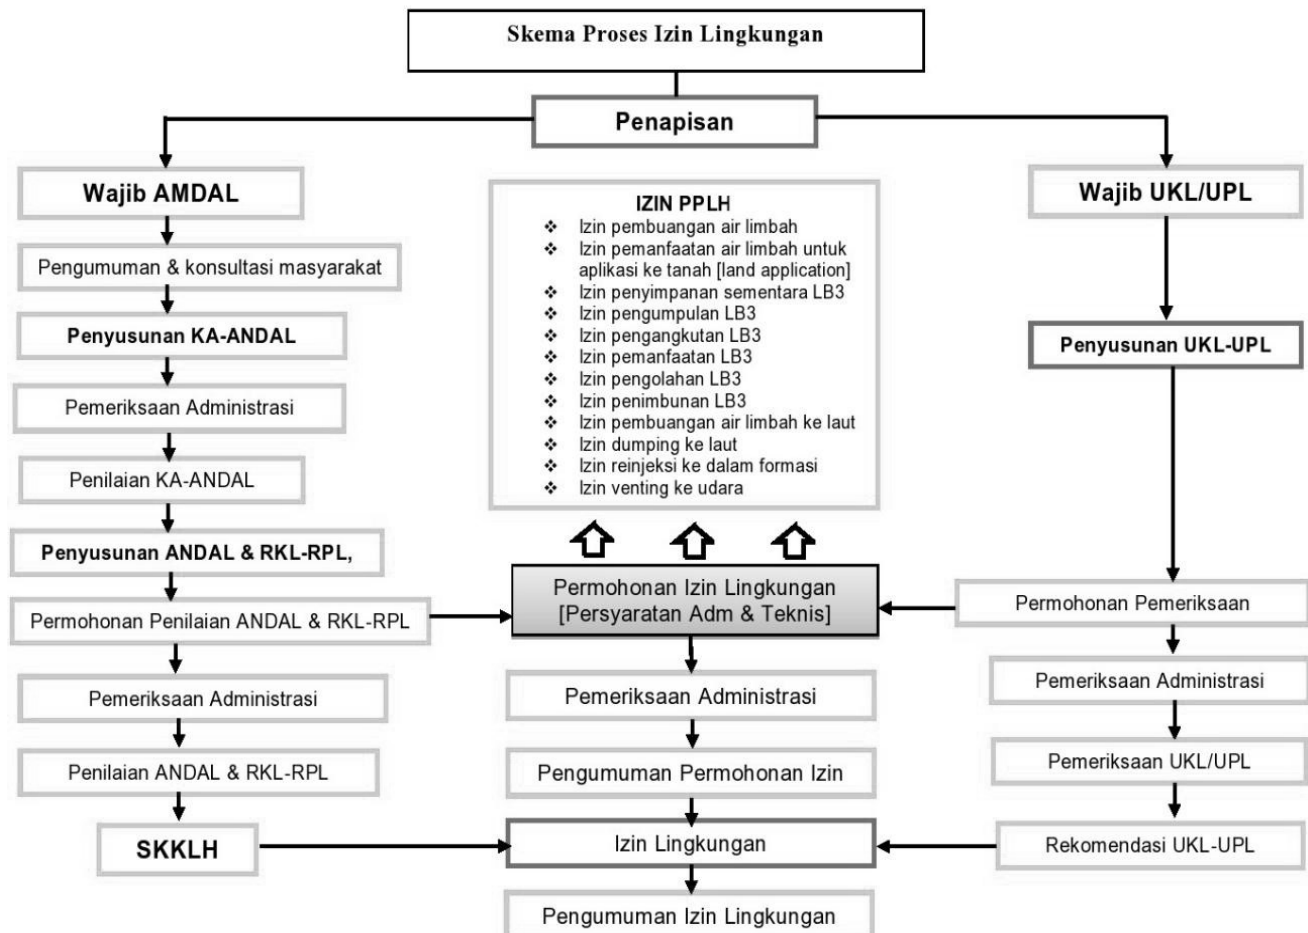 Skema Proses Izin Lingkungan
Penapisan
Wajib AMDAL
Pengumuman & konsultasi masyarakat
Penyusunan KA-ANDAL
Pemeriksaan Administrasi
Penilaian KA-ANDAL
Penyusunan ANDAL & RKL-RPL,
Permohonan Penilaian ANDAL & RKL-RPL
Pemeriksaan Administrasi
Penilaian ANDAL & RKL-RPL
SKKLH
IZIN PPLH
❖ Izin pembuangan air limbah
❖ Izin pemanfaatan air limbah untuk
aplikasi ke tanah [land application]
❖ Izin penyimpanan sementara LB3
❖ Izin pengumpulan LB3
❖ Izin pengangkutan LB3
❖ Izin pemanfaatan LB3
❖ Izin pengolahan LB3
❖ Izin penimbunan LB3
❖ Izin pembuangan air limbah ke laut
❖ Izin dumping ke laut
❖ Izin reinjeksi ke dalam formasi
❖ Izin venting ke udara
Permohonan Izin Lingkungan
[Persyaratan Adm & Teknis]
Pemeriksaan Administrasi
Pengumuman Permohonan Izin
Izin Lingkungan
Pengumuman Izin Lingkungan
Wajib UKL/UPL
Penyusunan UKL-UPL
Permohonan Pemeriksaan
Pemeriksaan Administrasi
Pemeriksaan UKL/UPL
Rekomendasi UKL-UPL